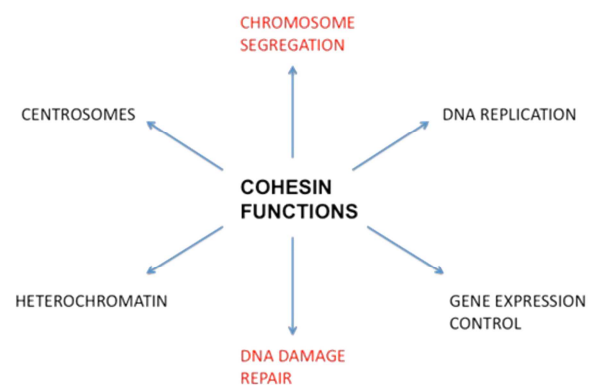 CHROMOSOME
SEGREGATION
CENTROSOMES
DNA REPLICATION
COHESIN
FUNCTIONS
HETEROCHROMATIN
GENE EXPRESSION
CONTROL
DNA DAMAGE
REPAIR